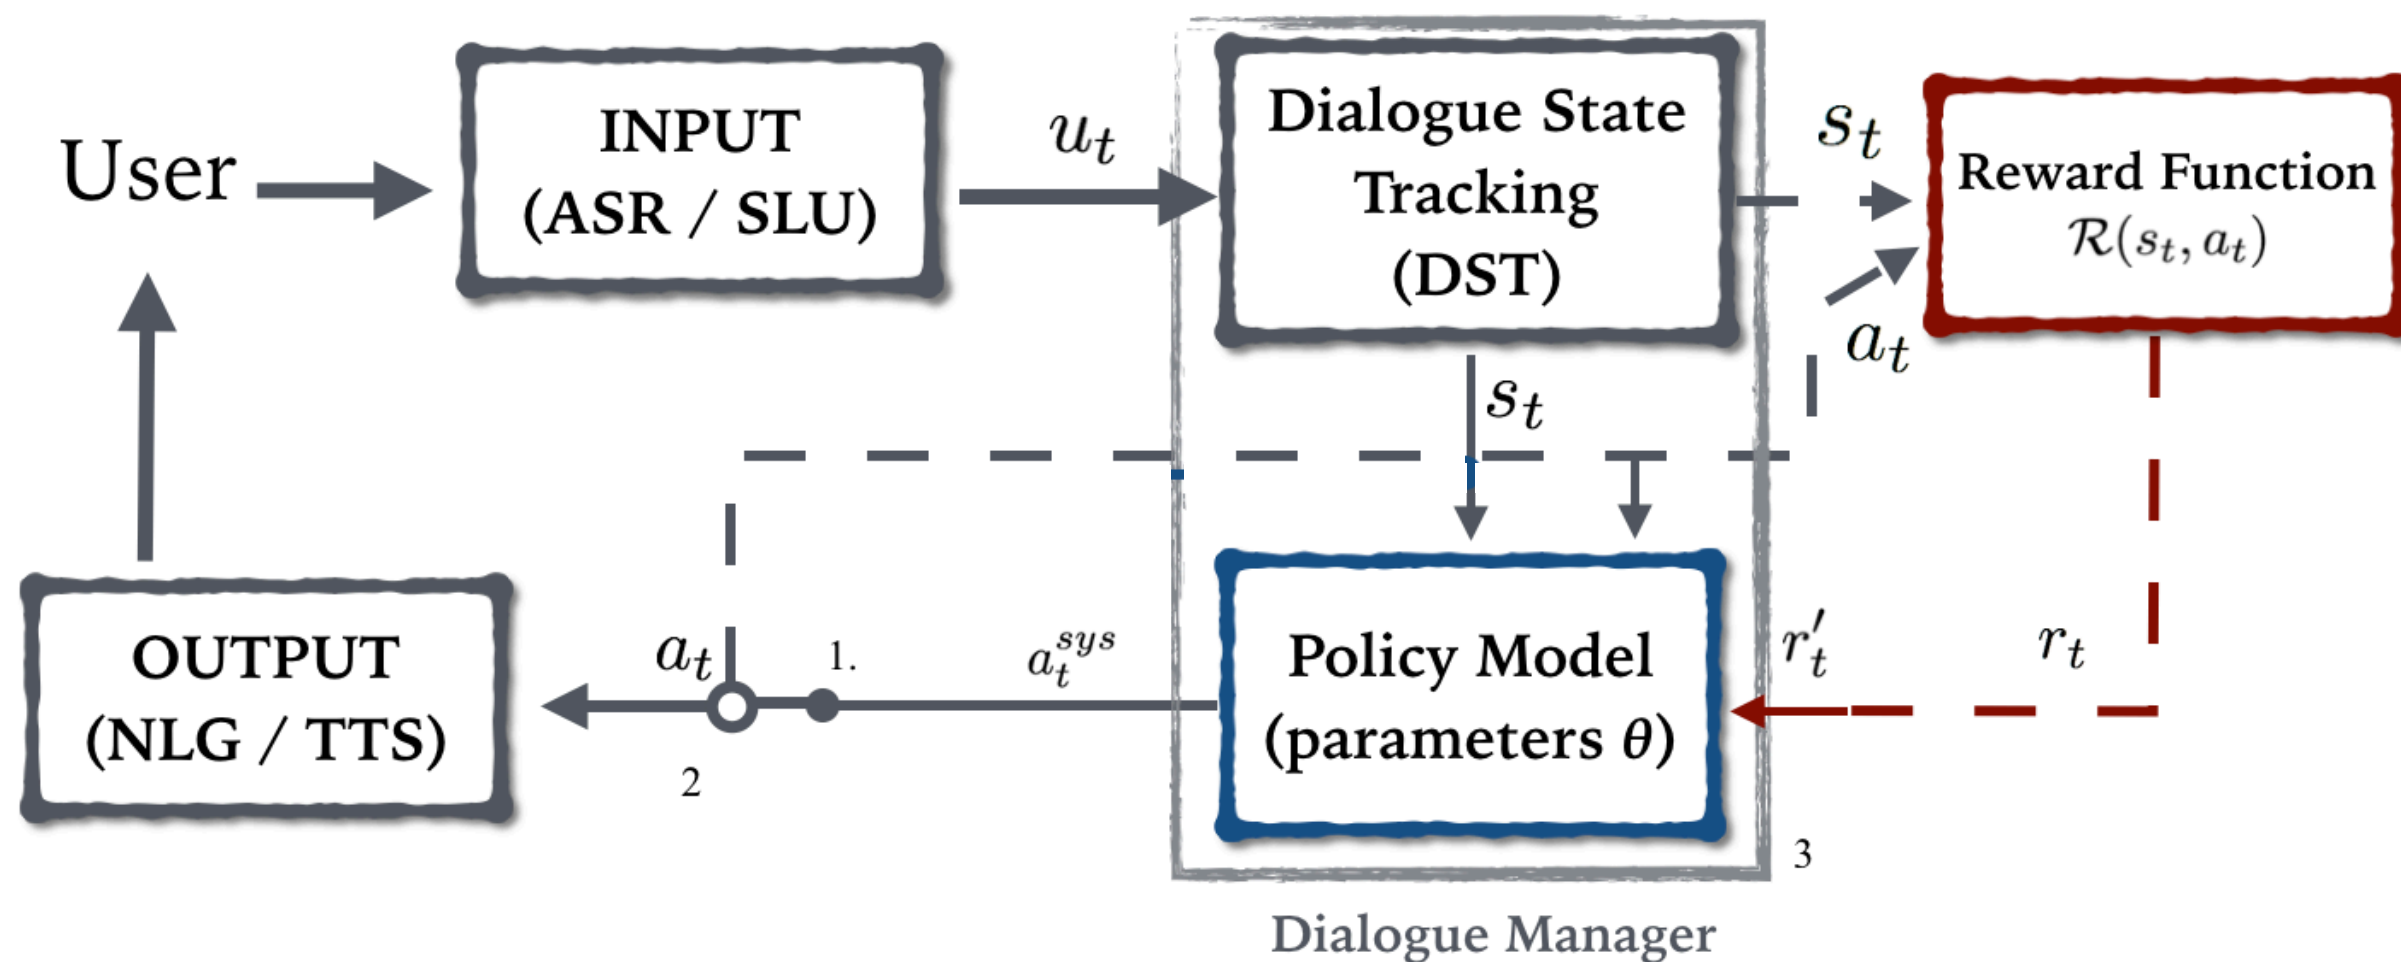 User
INPUT
(ASR / SLU)
u_t
Dialogue State
Tracking
(DST)
s_t
Reward Function
ℛ(s_t, a_t)
a_t
s_t
OUTPUT
(NLG / TTS)
a_t
1.
2
a_t^{sys}
Policy Model
(parameters θ)
r'_t
r_t
3
Dialogue Manager